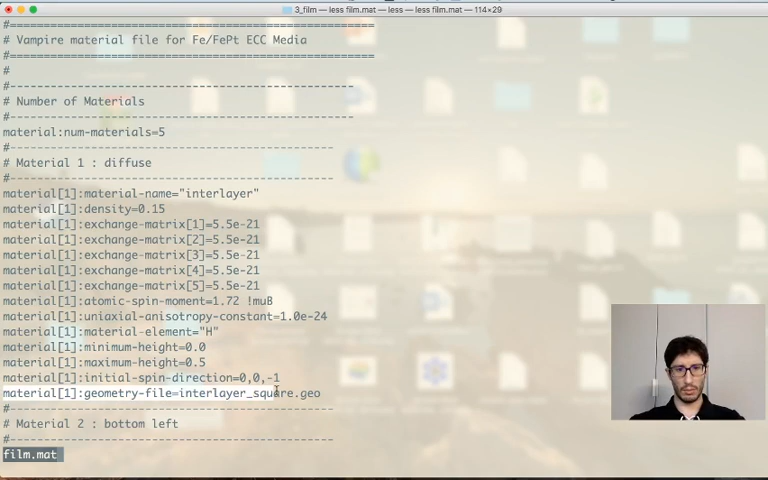 3_film — less film.mat — less — less film.mat — 114×29
#================================================
# Vampire material file for Fe/FePt ECC Media
#================================================
#
#---------------------------------------------
# Number of Materials
#---------------------------------------------
material:num-materials=5
#------------------------------------------
# Material 1 : diffuse
#------------------------------------------
material[1]:material-name="interlayer"
material[1]:density=0.15
material[1]:exchange-matrix[1]=5.5e-21
material[1]:exchange-matrix[2]=5.5e-21
material[1]:exchange-matrix[3]=5.5e-21
material[1]:exchange-matrix[4]=5.5e-21
material[1]:exchange-matrix[5]=5.5e-21
material[1]:atomic-spin-moment=1.72 !muB
material[1]:uniaxial-anisotropy-constant=1.0e-24
material[1]:material-element="H"
material[1]:minimum-height=0.0
material[1]:maximum-height=0.5
material[1]:initial-spin-direction=0,0,-1
material[1]:geometry-file=interlayer_square.geo
#------------------------------------------
# Material 2 : bottom left
#------------------------------------------
film.mat